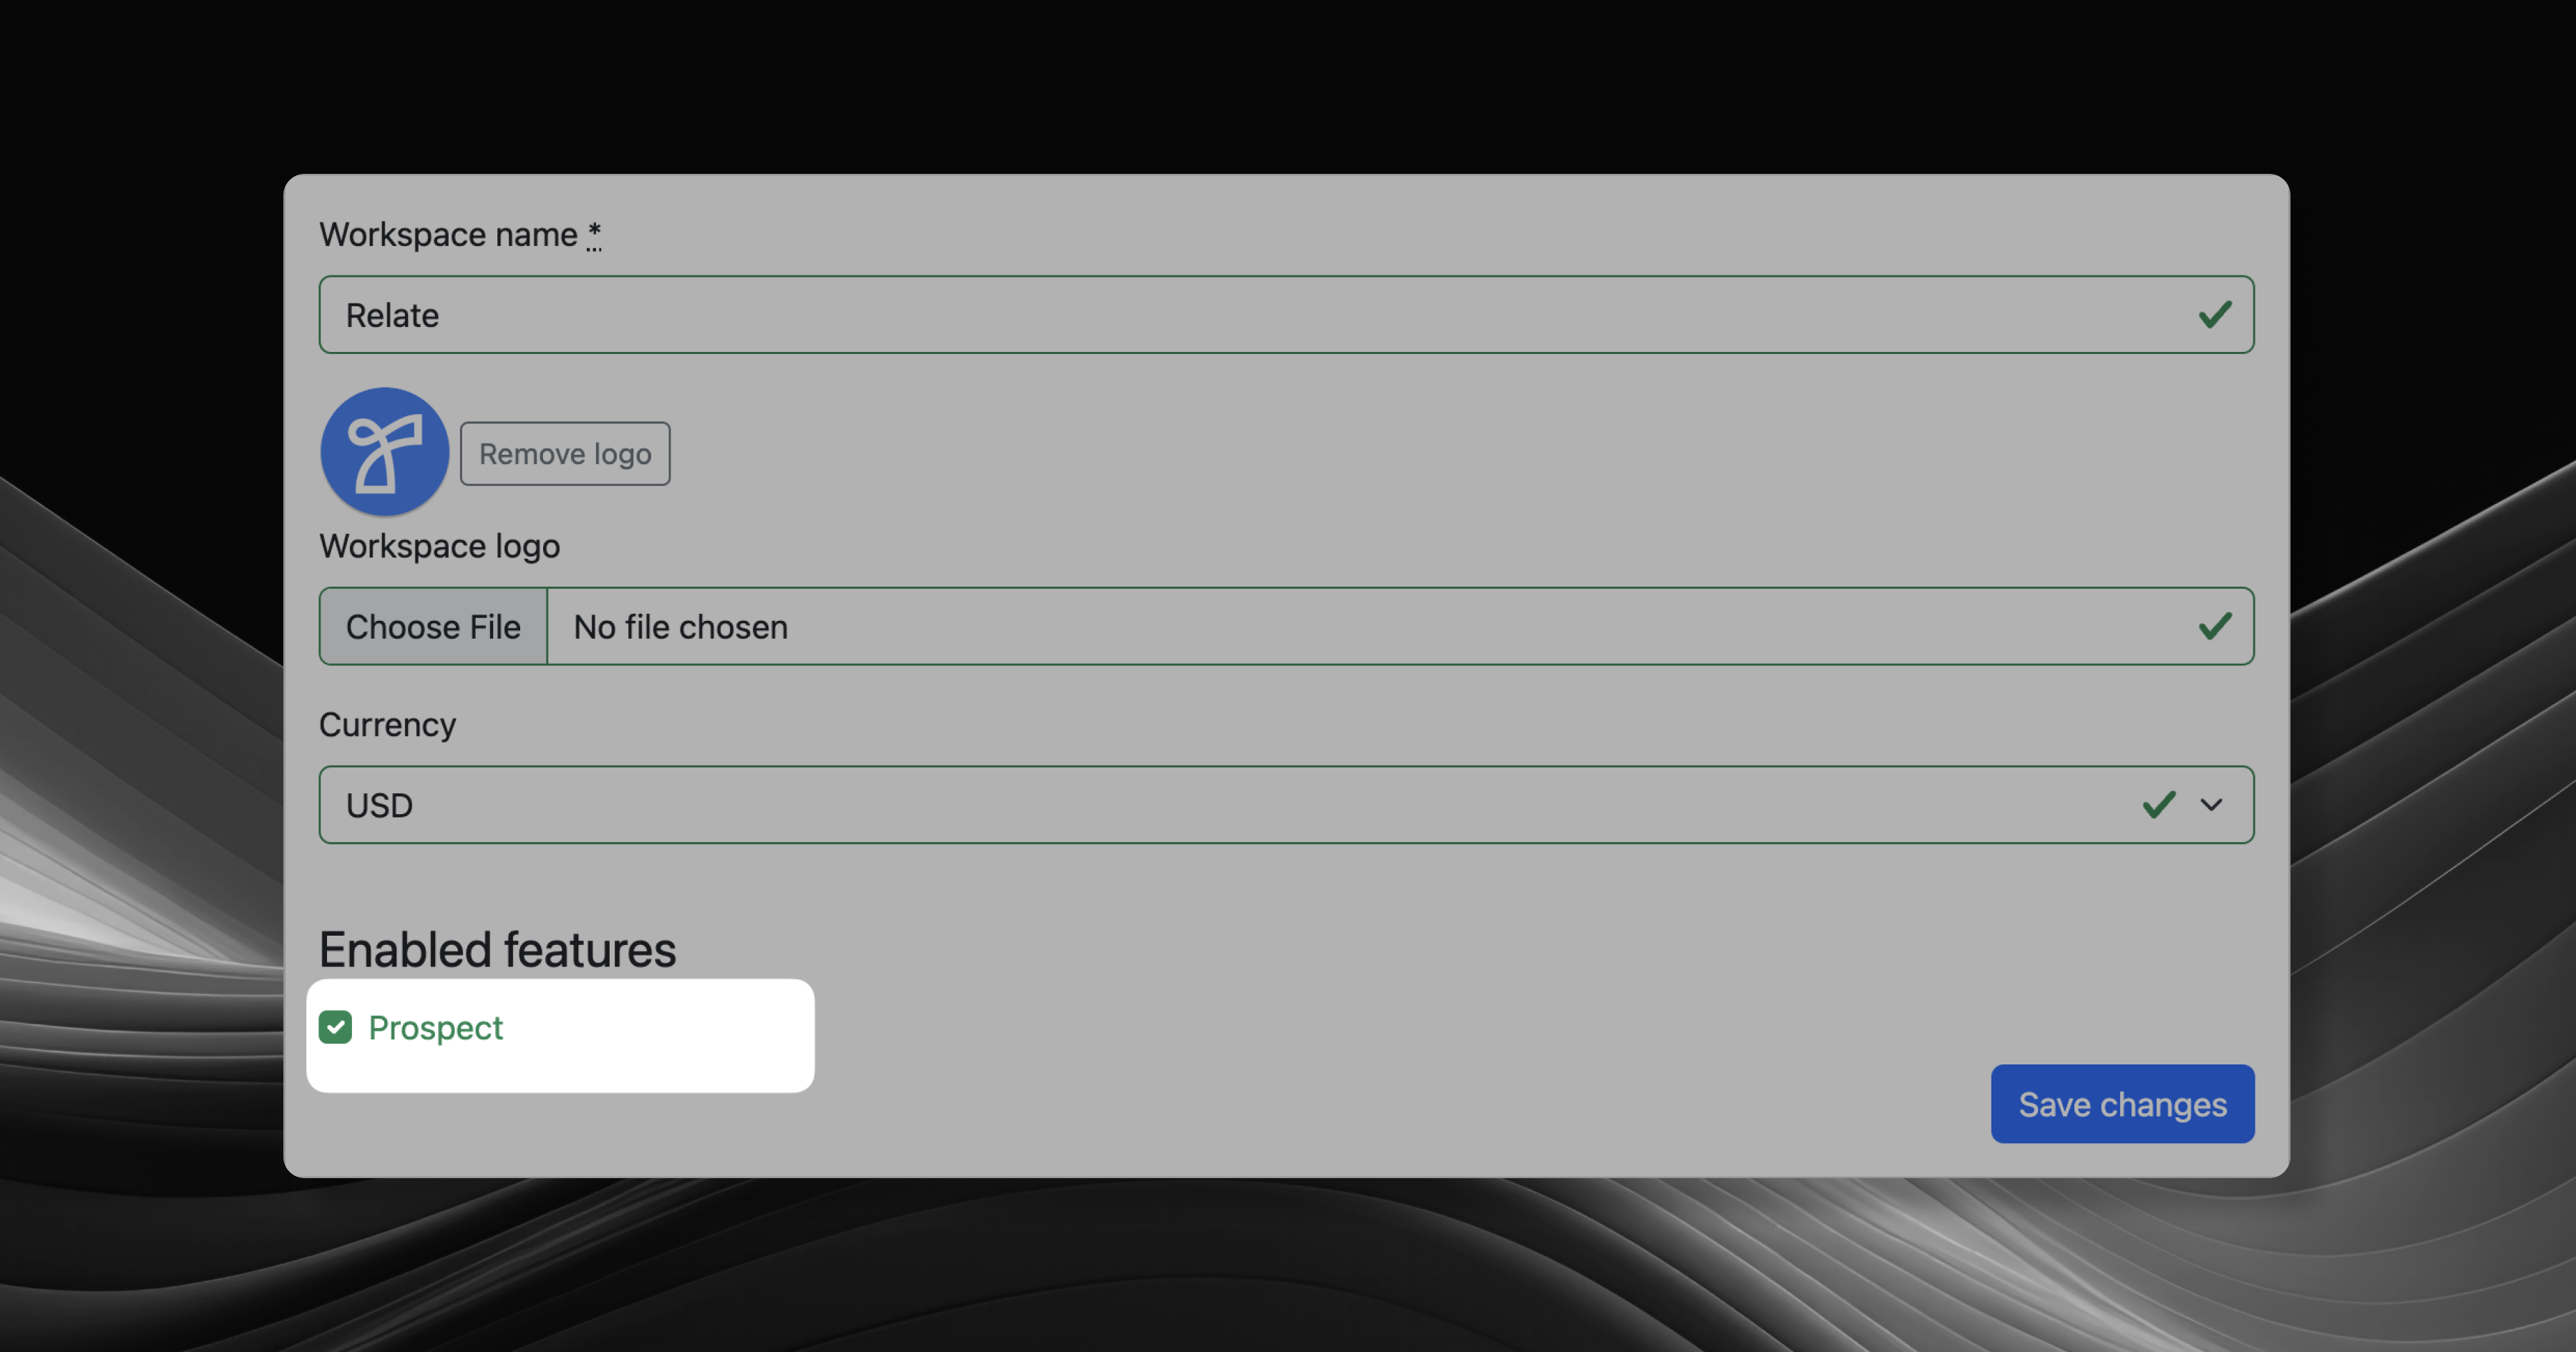 Workspace name *
Relate
Remove logo
Workspace logo
Choose File No file chosen
Currency
USD
Enabled features
Prospect
Save changes